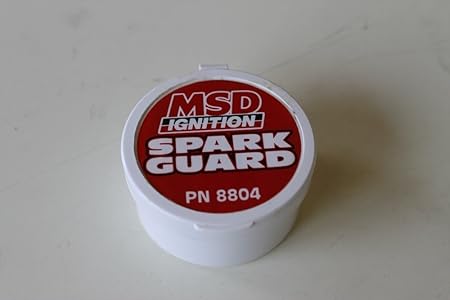 MSD
IGNITION
SPARK
GUARD
PN 8804